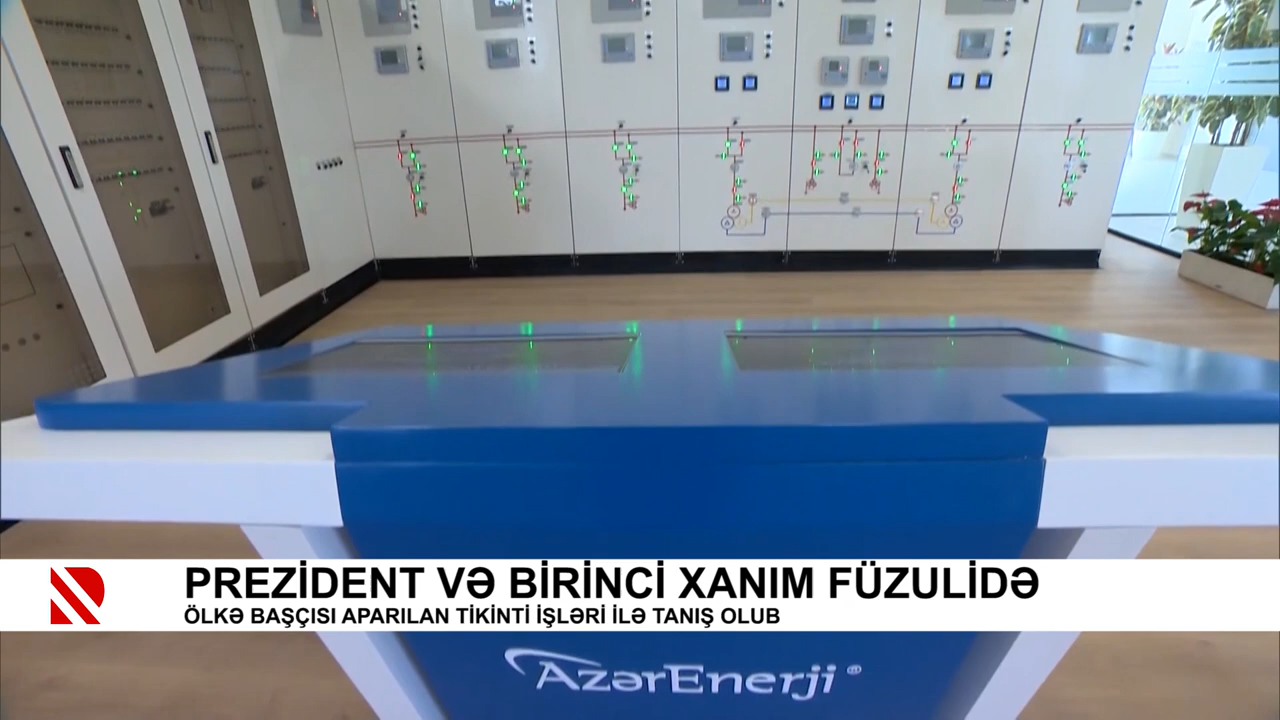 PREZİDENT VƏ BİRİNCİ XANIM FÜZULİDƏ
ÖLKƏ BAŞÇISI APARILAN TİKİNTİ İŞLƏRİ İLƏ TANIŞ OLUB
AzərEnerji®